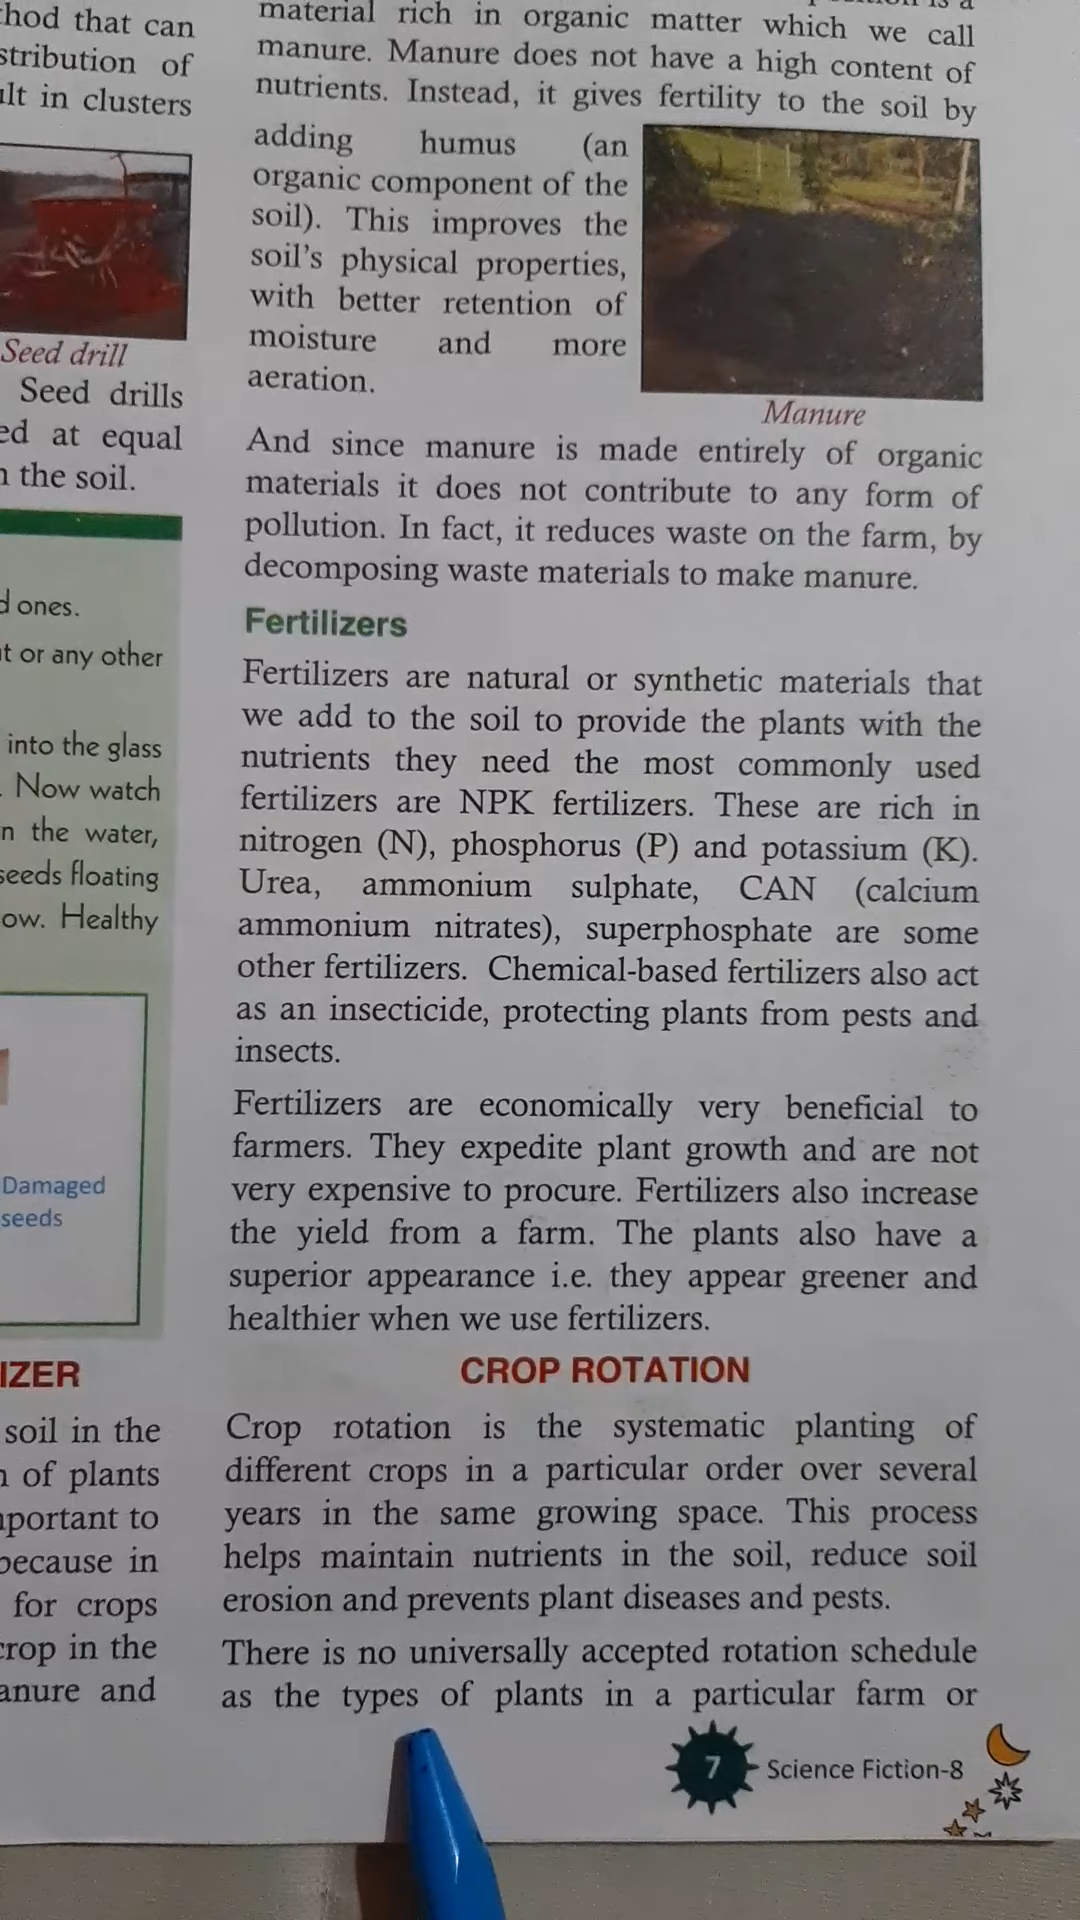 hod that can
stribution of
ult in clusters
Seed drill
Seed drills
ed at equal
the soil.
d ones.
t or any other
into the glass
Now watch
n the water,
seeds floating
ow. Healthy
Damaged
seeds
IZER
soil in the
of plants
portant to
because in
for crops
crop in the
anure and
material rich in organic matter which we call
manure. Manure does not have a high content of
nutrients. Instead, it gives fertility to the soil by
adding humus (an
organic component of the
soil). This improves the
soil's physical properties,
with better retention of
moisture and more
aeration.
Manure
And since manure is made entirely of organic
materials it does not contribute to any form of
pollution. In fact, it reduces waste on the farm, by
decomposing waste materials to make manure.
Fertilizers
Fertilizers are natural or synthetic materials that
we add to the soil to provide the plants with the
nutrients they need the most commonly used
fertilizers are NPK fertilizers. These are rich in
nitrogen (N), phosphorus (P) and potassium (K).
Urea, ammonium sulphate, CAN (calcium
ammonium nitrates), superphosphate are some
other fertilizers. Chemical-based fertilizers also act
as an insecticide, protecting plants from pests and
insects.
Fertilizers are economically very beneficial to
farmers. They expedite plant growth and are not
very expensive to procure. Fertilizers also increase
the yield from a farm. The plants also have a
superior appearance i.e. they appear greener and
healthier when we use fertilizers.
CROP ROTATION
Crop rotation is the systematic planting of
different crops in a particular order over several
years in the same growing space. This process
helps maintain nutrients in the soil, reduce soil
erosion and prevents plant diseases and pests.
There is no universally accepted rotation schedule
as the types of plants in a particular farm or
7 Science Fiction-8